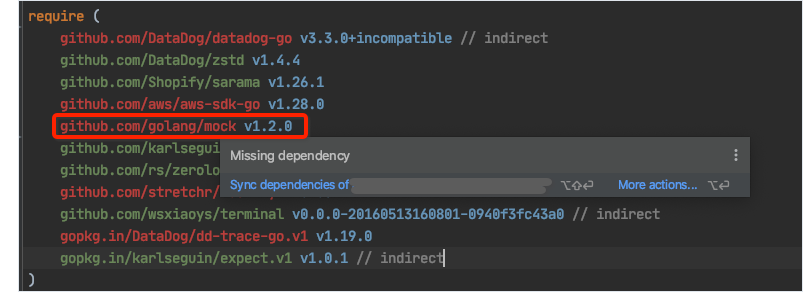 require (
github.com/DataDog/datadog-go v3.3.0+incompatible // indirect
github.com/DataDog/zstd v1.4.4
github.com/Shopify/sarama v1.26.1
github.com/aws/aws-sdk-go v1.28.0
github.com/golang/mock v1.2.0
github.com/karlsegui
Missing dependency
github.com/rs/zerolo
Sync dependencies of ⌥⇧⏎ More actions... ⌥⏎
github.com/stretchr/
github.com/wsxiaoys/terminal v0.0.0-20160513160801-0940f3fc43a0 // indirect
gopkg.in/DataDog/dd-trace-go.v1 v1.19.0
gopkg.in/karlseguin/expect.v1 v1.0.1 // indirect
)